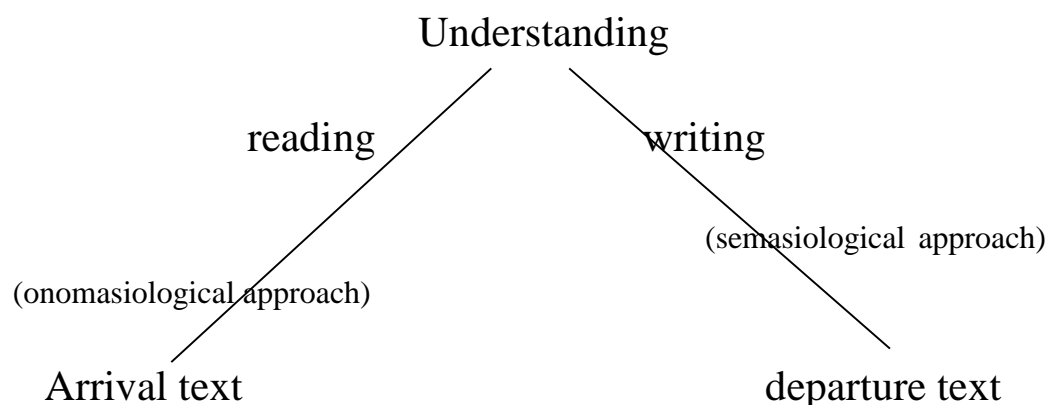 Understanding
reading
writing
(semasiological approach)
(onomasiological approach)
Arrival text
departure text